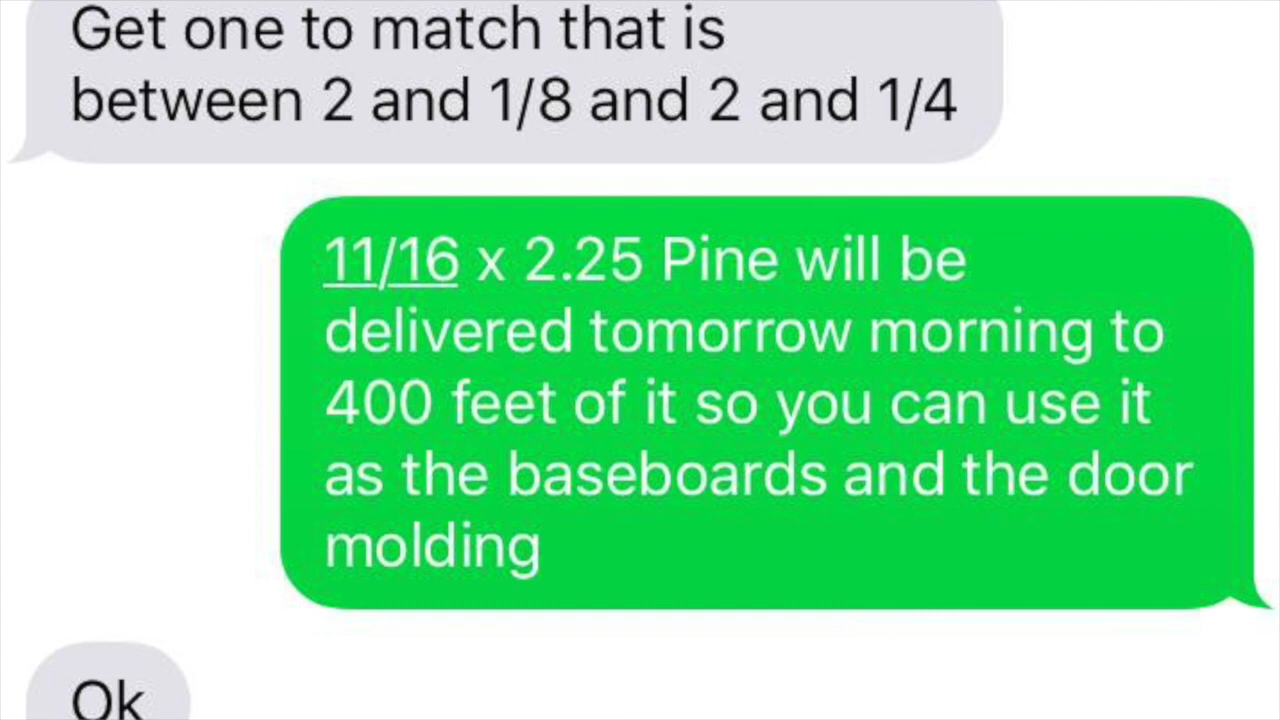 Get one to match that is
between 2 and 1/8 and 2 and 1/4
11/16 x 2.25 Pine will be
delivered tomorrow morning to
400 feet of it so you can use it
as the baseboards and the door
molding
Ok